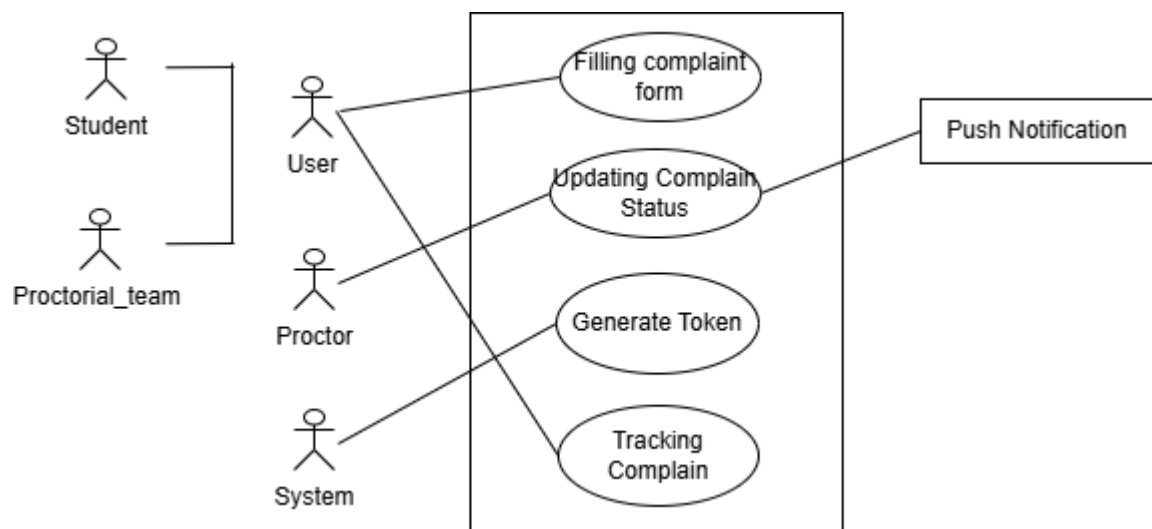 Student
Proctorial_team
User
Proctor
System
Filling complaint
form
Updating Complain
Status
Generate Token
Tracking
Complain
Push Notification